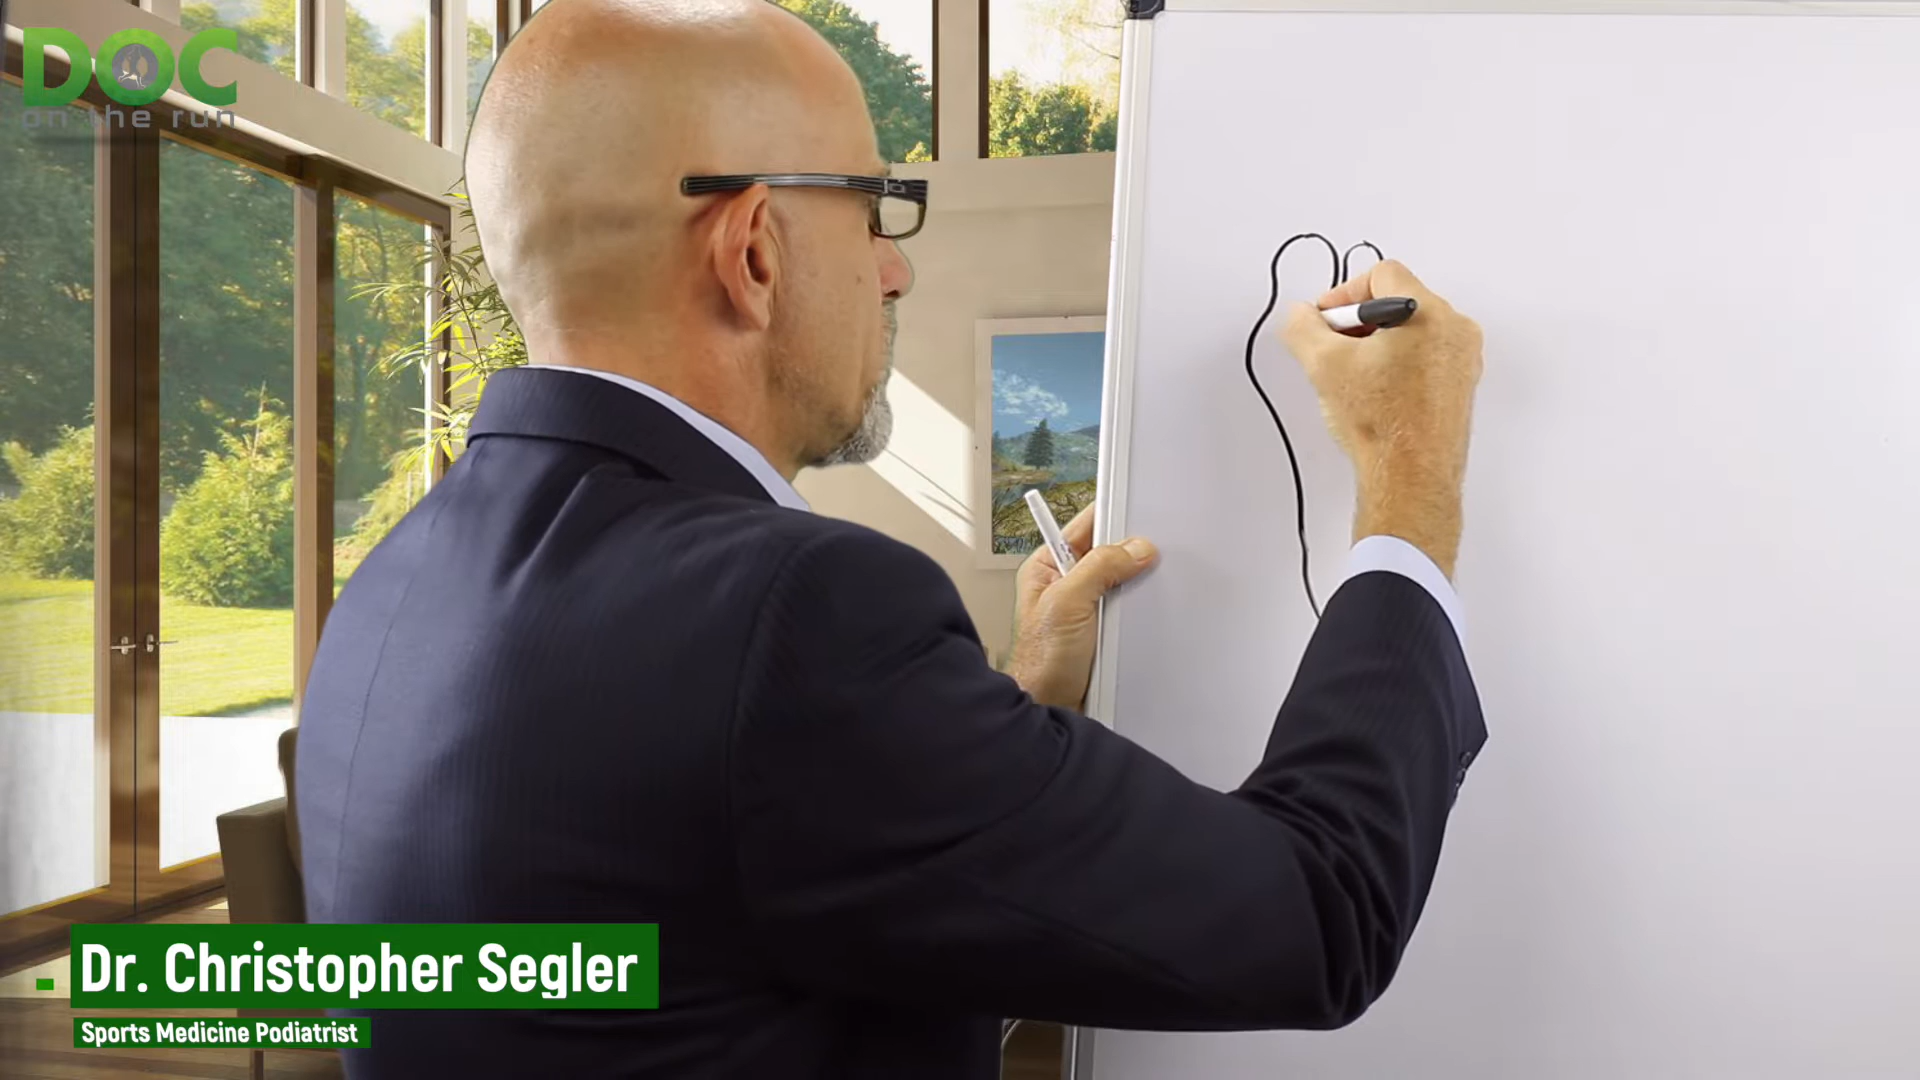 DOC
on the run
Dr. Christopher Segler
Sports Medicine Podiatrist